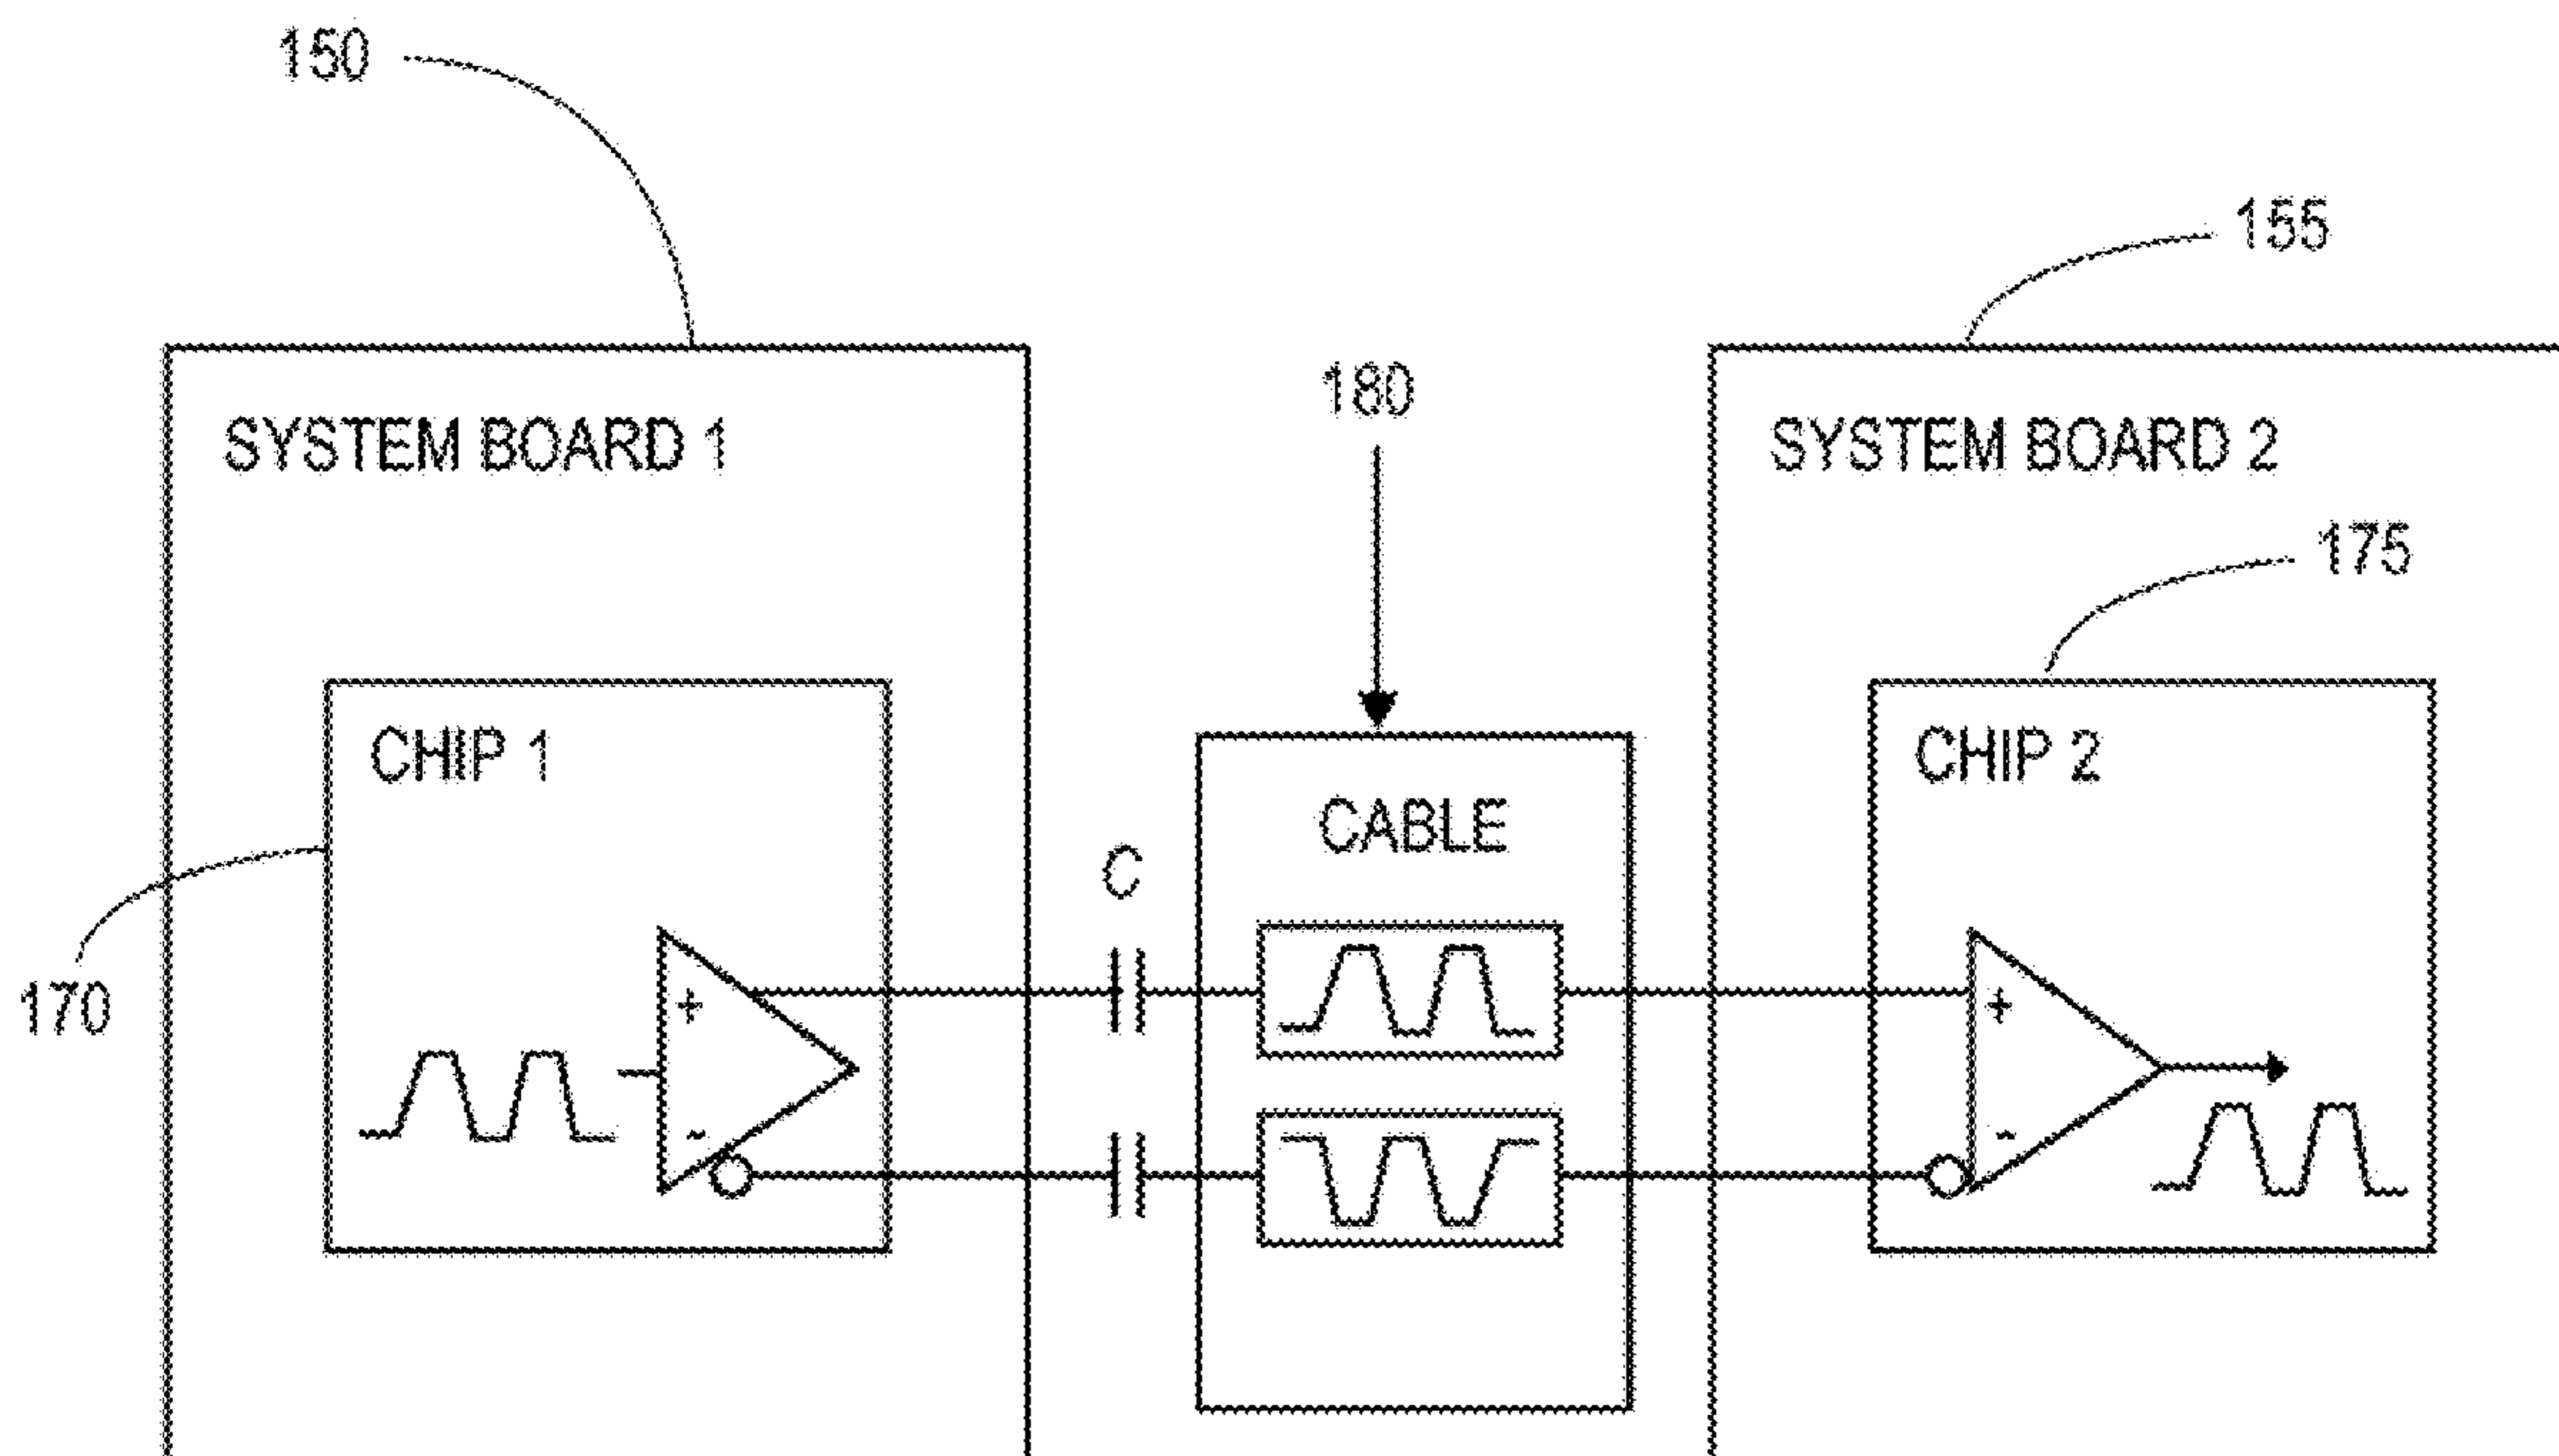 150
155
180
SYSTEM BOARD 1
SYSTEM BOARD 2
175
CHIP 1
CHIP 2
CABLE
C
170
+
-
+
-